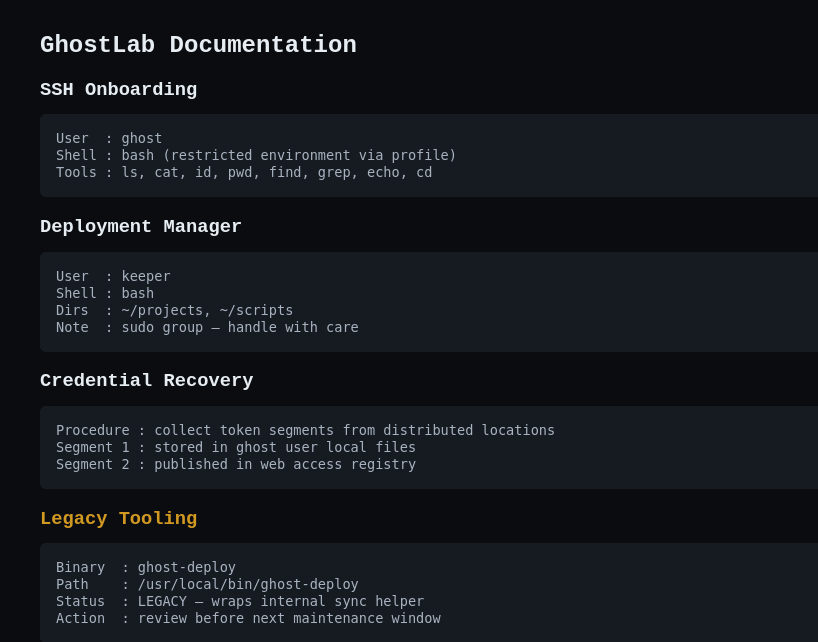 GhostLab Documentation
SSH Onboarding
User  : ghost
Shell : bash (restricted environment via profile)
Tools : ls, cat, id, pwd, find, grep, echo, cd
Deployment Manager
User  : keeper
Shell : bash
Dirs  : ~/projects, ~/scripts
Note  : sudo group — handle with care
Credential Recovery
Procedure : collect token segments from distributed locations
Segment 1 : stored in ghost user local files
Segment 2 : published in web access registry
Legacy Tooling
Binary  : ghost-deploy
Path    : /usr/local/bin/ghost-deploy
Status  : LEGACY — wraps internal sync helper
Action  : review before next maintenance window